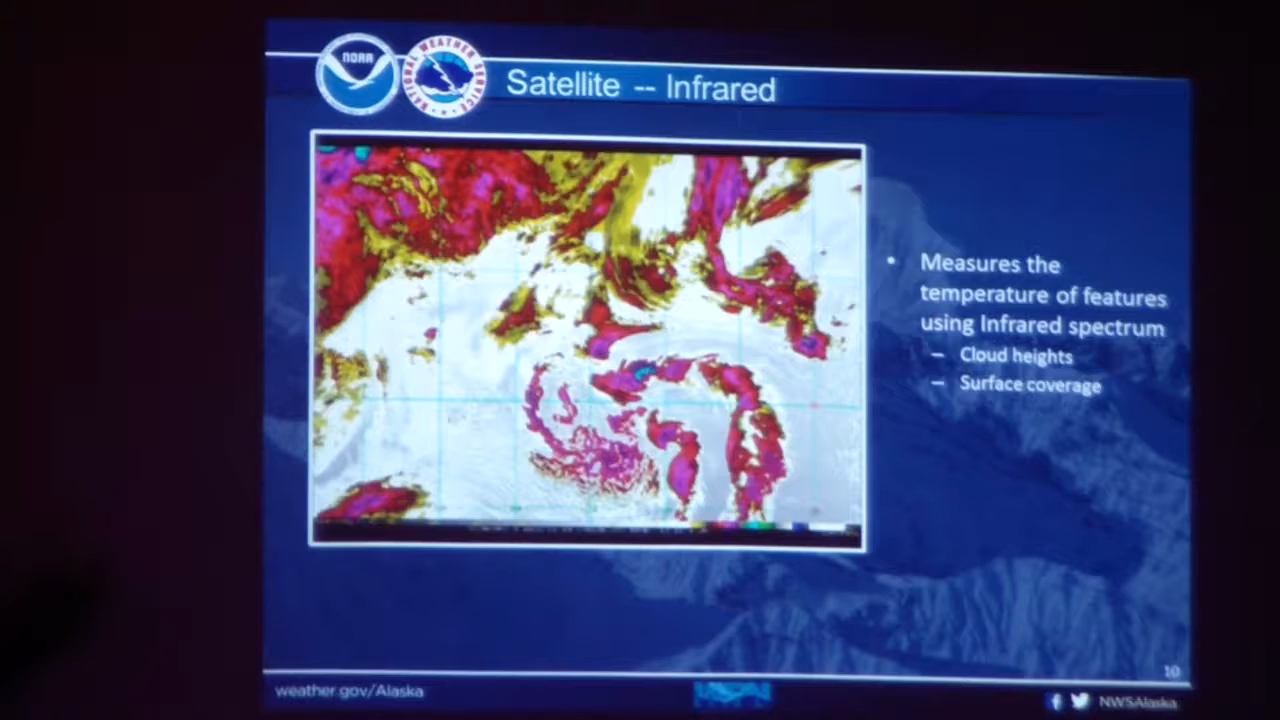 NOAA
NATIONAL WEATHER SERVICE
Satellite -- Infrared
• Measures the
temperature of features
using Infrared spectrum
– Cloud heights
– Surface coverage
10
weather.gov/Alaska
NWSAlaska